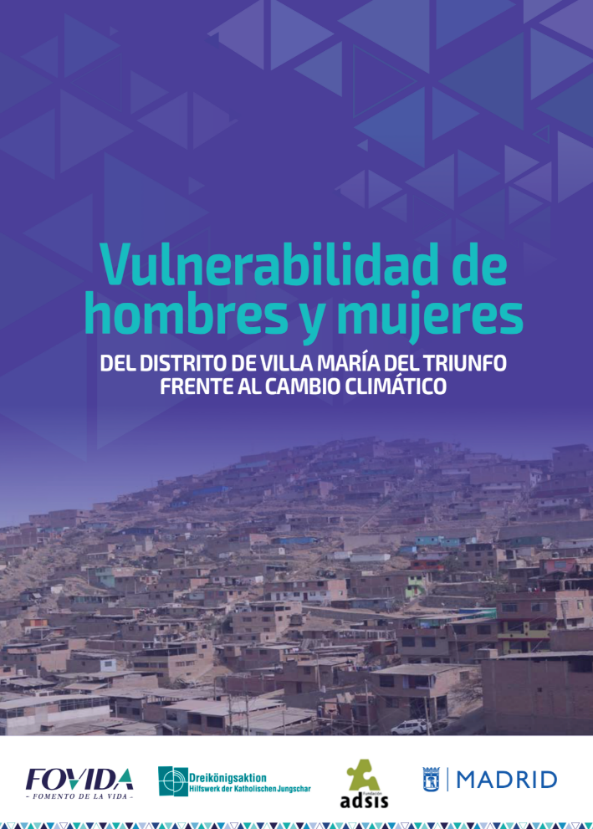 Vulnerabilidad de
hombres y mujeres
DEL DISTRITO DE VILLA MARÍA DEL TRIUNFO
FRENTE AL CAMBIO CLIMÁTICO
FOVIDA
- FOMENTO DE LA VIDA -
Dreikönigsaktion
Hilfswerk der Katholischen Jungschar
Fundación
adsis
MADRID